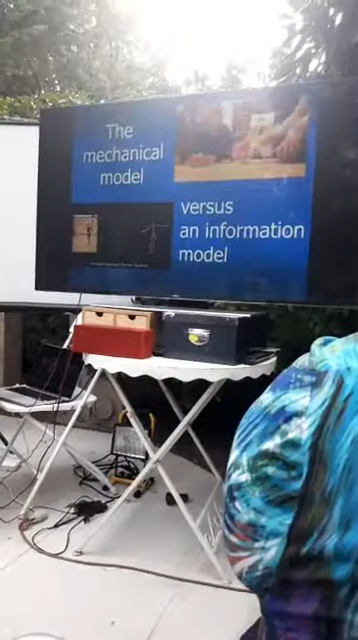 The
mechanical
model
versus
an information
model